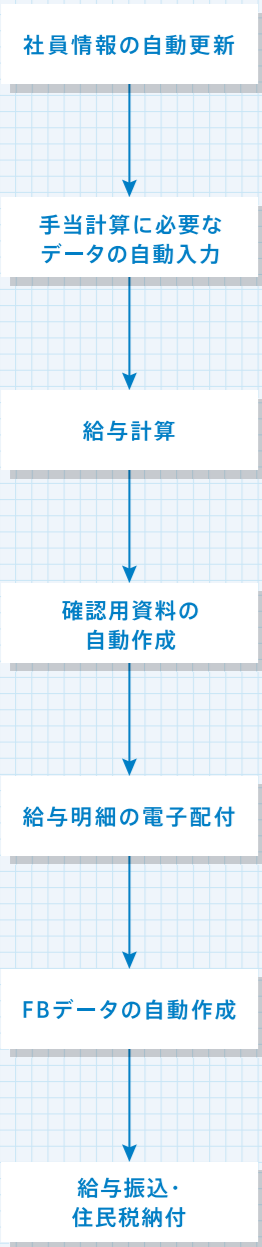 社員情報の自動更新
手当計算に必要な
データの自動入力
給与計算
確認用資料の
自動作成
給与明細の電子配付
FBデータの自動作成
給与振込・
住民税納付